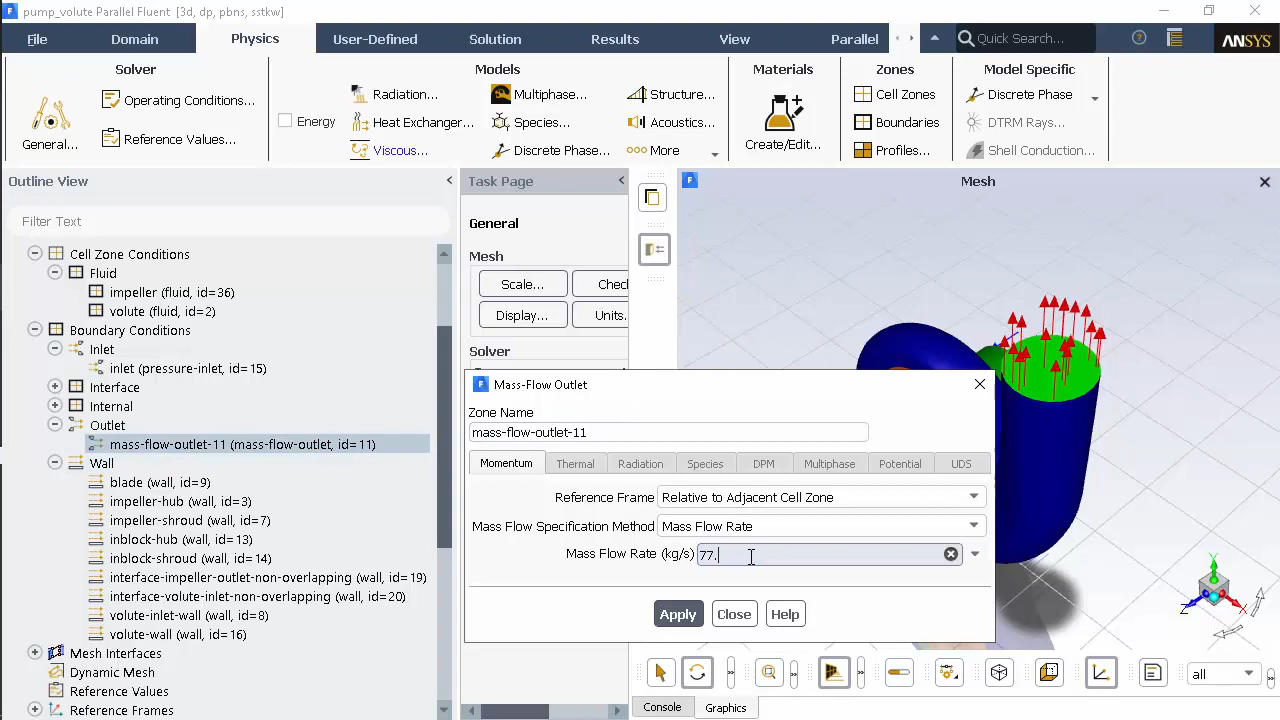 pump_volute Parallel Fluent [3d, dp, pbns, sstkw]
File Domain Physics User-Defined Solution Results View Parallel Quick Search... ANSYS
Solver Models Materials Zones Model Specific
General... Operating Conditions... Reference Values...
Energy Radiation... Heat Exchanger... Viscous...
Multiphase... Species... Discrete Phase...
Structure... Acoustics... More
Create/Edit...
Cell Zones Boundaries Profiles...
Discrete Phase DTRM Rays... Shell Conduction...
Outline View
Filter Text
Cell Zone Conditions
Fluid
impeller (fluid, id=36)
volute (fluid, id=2)
Boundary Conditions
Inlet
inlet (pressure-inlet, id=15)
Interface
Internal
Outlet
mass-flow-outlet-11 (mass-flow-outlet, id=11)
Wall
blade (wall, id=9)
impeller-hub (wall, id=3)
impeller-shroud (wall, id=7)
inblock-hub (wall, id=13)
inblock-shroud (wall, id=14)
interface-impeller-outlet-non-overlapping (wall, id=19)
interface-volute-inlet-non-overlapping (wall, id=20)
volute-inlet-wall (wall, id=8)
volute-wall (wall, id=16)
Mesh Interfaces
Dynamic Mesh
Reference Values
Reference Frames
Task Page
General
Mesh
Scale... Check
Display... Units.
Solver
Mesh
Mass-Flow Outlet
Zone Name
mass-flow-outlet-11
Momentum Thermal Radiation Species DPM Multiphase Potential UDS
Reference Frame Relative to Adjacent Cell Zone
Mass Flow Specification Method Mass Flow Rate
Mass Flow Rate (kg/s) 77.
Apply Close Help
Y
X
Z
all
Console Graphics